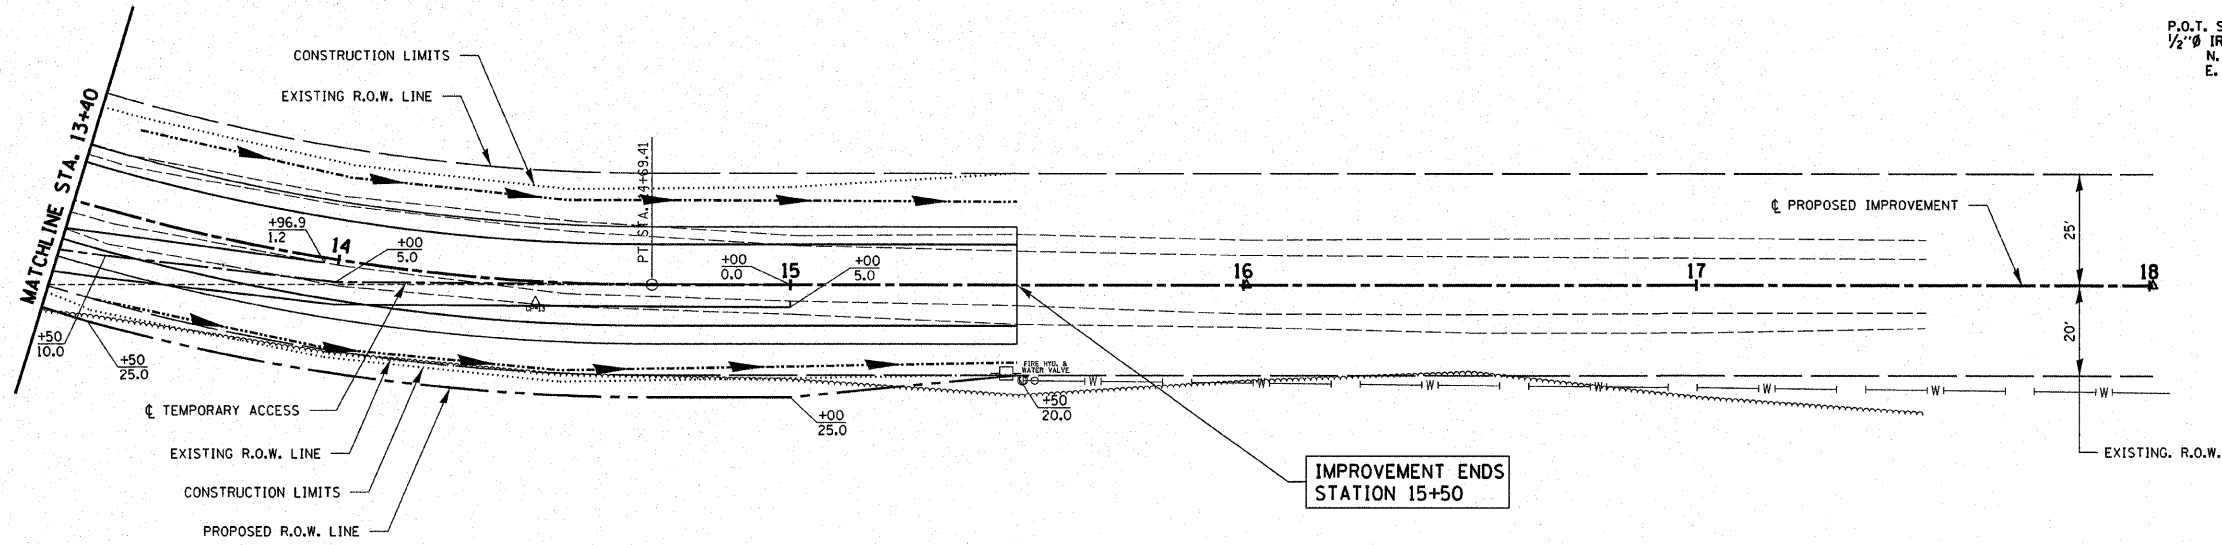 P.O.T. S
1/2"Ø IR
N.
E.
CONSTRUCTION LIMITS
EXISTING R.O.W. LINE
MATCHLINE STA. 13+40
PT STA. 14+69.41
℄ PROPOSED IMPROVEMENT
25'
+96.9
1.2
14
+00
5.0
+00
0.0
15
+00
5.0
16
17
18
20'
+50
10.0
+50
25.0
FIRE HYD. &
WATER VALVE
W W W W W W W
+50
20.0
℄ TEMPORARY ACCESS
+00
25.0
EXISTING R.O.W. LINE
EXISTING. R.O.W.
IMPROVEMENT ENDS
STATION 15+50
CONSTRUCTION LIMITS
PROPOSED R.O.W. LINE